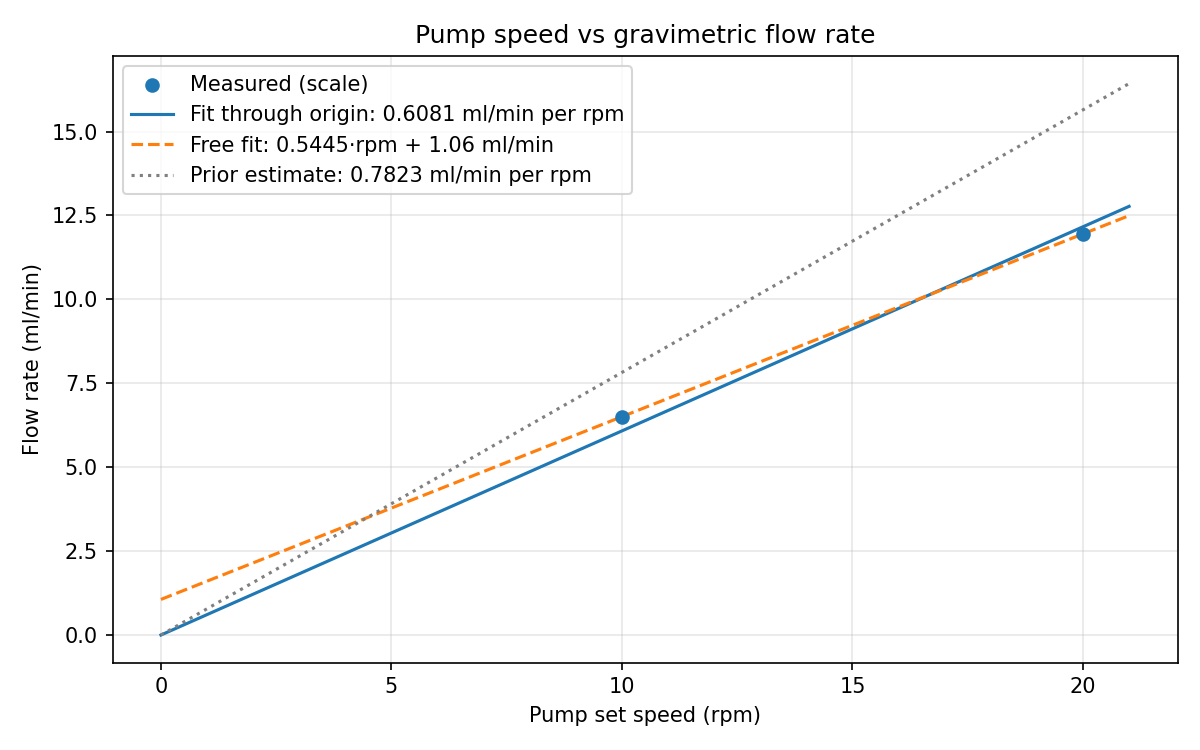 Pump speed vs gravimetric flow rate
Measured (scale)
Fit through origin: 0.6081 ml/min per rpm
Free fit: 0.5445·rpm + 1.06 ml/min
Prior estimate: 0.7823 ml/min per rpm
Flow rate (ml/min)
15.0
12.5
10.0
7.5
5.0
2.5
0.0
0 5 10 15 20
Pump set speed (rpm)